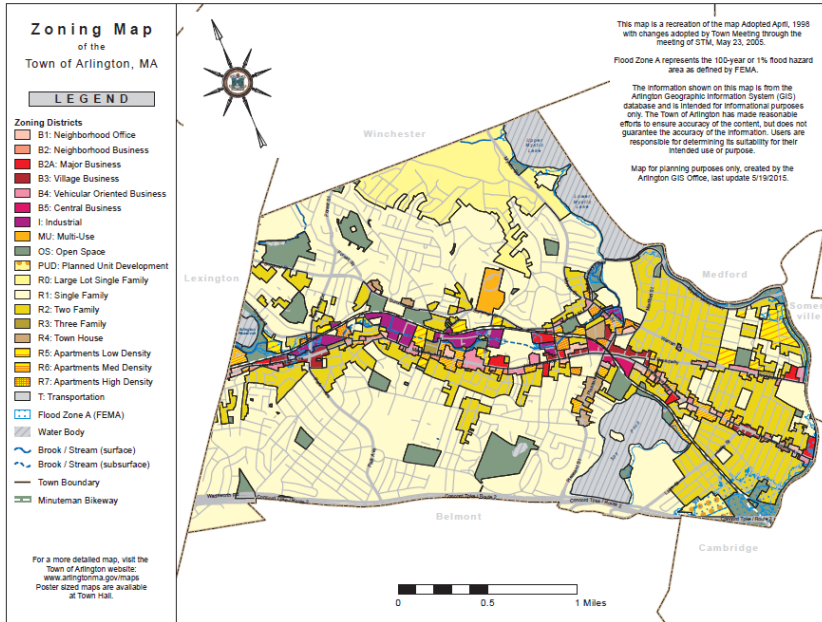 Zoning Map
of the
Town of Arlington, MA
LEGEND
Zoning Districts
B1: Neighborhood Office
B2: Neighborhood Business
B2A: Major Business
B3: Village Business
B4: Vehicular Oriented Business
B5: Central Business
I: Industrial
MU: Multi-Use
OS: Open Space
PUD: Planned Unit Development
R0: Large Lot Single Family
R1: Single Family
R2: Two Family
R3: Three Family
R4: Town House
R5: Apartments Low Density
R6: Apartments Med Density
R7: Apartments High Density
T: Transportation
Flood Zone A (FEMA)
Water Body
Brook / Stream (surface)
Brook / Stream (subsurface)
Town Boundary
Minuteman Bikeway
For a more detailed map, visit the
Town of Arlington website:
www.arlingtonma.gov/maps
Poster sized maps are available
at Town Hall.
This map is a recreation of the map Adopted April, 1998
with changes adopted by Town Meeting through the
meeting of STM, May 23, 2005.
Flood Zone A represents the 100-year or 1% flood hazard
area as defined by FEMA.
The information shown on this map is from the
Arlington Geographic Information System (GIS)
database and is intended for informational purposes
only. The Town of Arlington has made reasonable
efforts to ensure accuracy of the content, but does not
guarantee the accuracy of the information. Users are
responsible for determining its suitability for their
intended use or purpose.
Map for planning purposes only, created by the
Arlington GIS Office, last update 5/19/2015.
Winchester
Upper
Mystic
Lake
Lower
Mystic
Lake
Lexington
Medford
Somer
ville
Belmont
Cambridge
Concord Tpke / Route 2
0
0.5
1 Miles